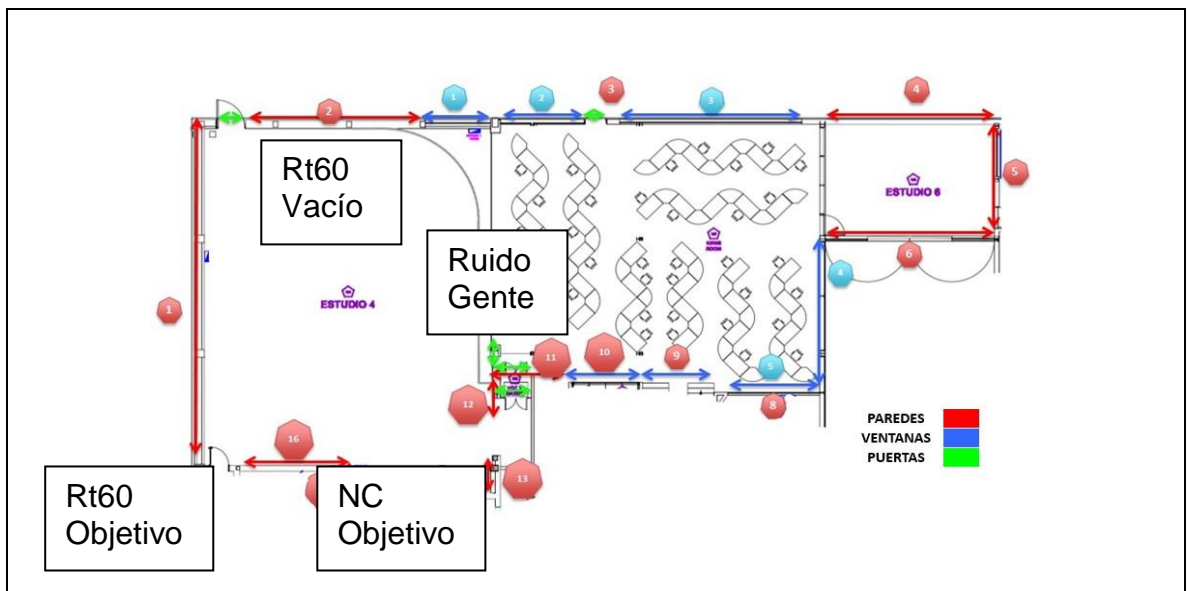 4
3
2
1
2
3
Rt60
Vacío
5
ESTUDIO 6
Ruido
Gente
ESTUDIO 4
6
4
1
11
10
9
5
12
8
PAREDES
VENTANAS
PUERTAS
16
13
Rt60
Objetivo
NC
Objetivo